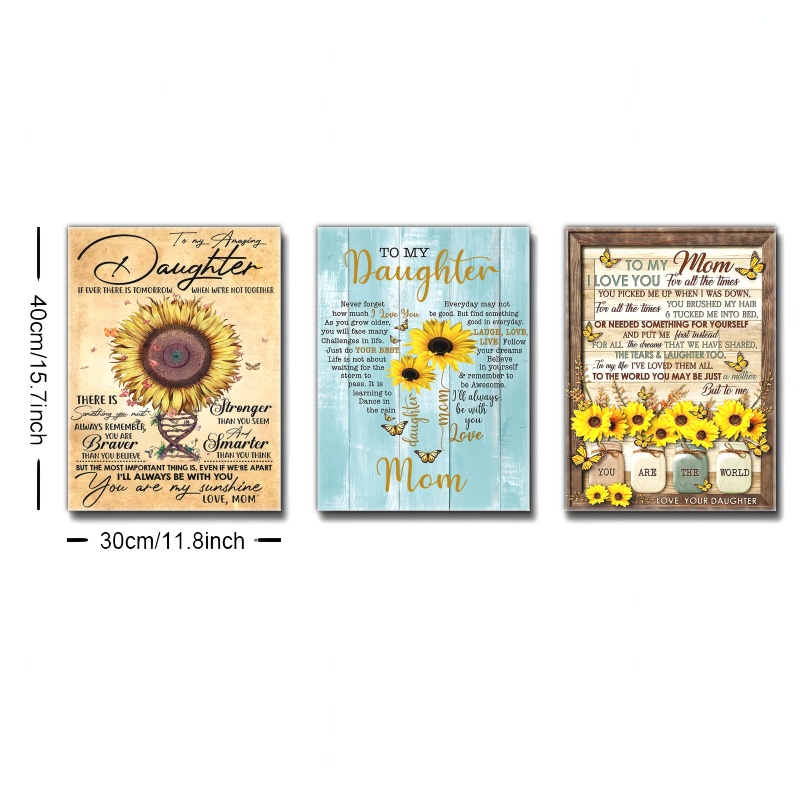 40cm/15.7inch
30cm/11.8inch
To my Amazing
Daughter
IF EVER THERE IS TOMORROW WHEN WE'RE NOT TOGETHER
THERE IS
Something you must
ALWAYS REMEMBER
YOU ARE
Braver
THAN YOU BELIEVE
Stronger
THAN YOU SEEM
And
Smarter
THAN YOU THINK
BUT THE MOST IMPORTANT THING IS, EVEN IF WE'RE APART
I'LL ALWAYS BE WITH YOU
You are my sunshine
LOVE, MOM
TO MY
Daughter
Never forget
how much I Love You
As you grow older,
you will face many
Challenges in life.
Just do YOUR BEST
Life is not about
waiting for the
storm to
pass. It is
learning to
Dance in
the rain
Everyday may not
be good. But find something
good in everyday.
LAUGH, LOVE,
LIVE. Follow
your dreams
Believe
in yourself
& remember to
be Awesome.
I'll always
be with
you
Love
daughter
mom
Mom
TO MY Mom
I LOVE YOU For all the times
YOU PICKED ME UP WHEN I WAS DOWN,
For all the times YOU BRUSHED MY HAIR
& TUCKED ME INTO BED,
OR NEEDED SOMETHING FOR YOURSELF
AND PUT ME first instead
FOR ALL the dreams THAT WE HAVE SHARED,
THE TEARS & LAUGHTER TOO.
In my life I'VE LOVED THEM ALL.
TO THE WORLD YOU MAY BE JUST a mother
But to me
YOU ARE THE WORLD
LOVE, YOUR DAUGHTER